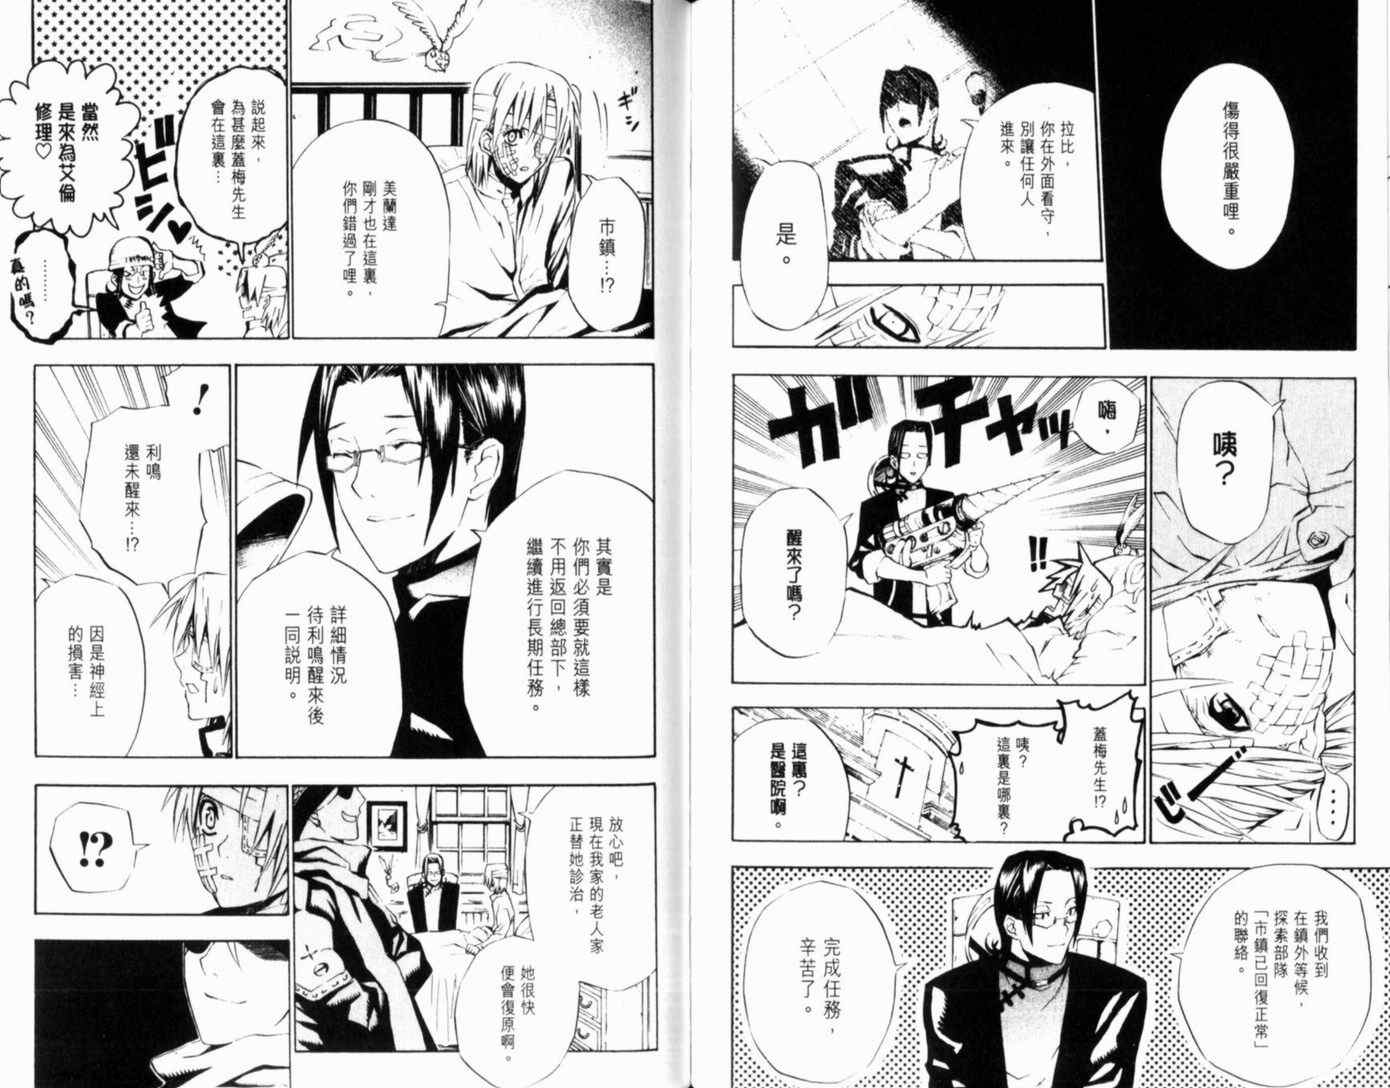 傷得很嚴重哩。
拉比，
你在外面看守，
別讓任何人
進來。
是。
咦？
‥‥
ビ
嗨。
ガチャッ
!!
醒來了嗎？
蓋梅先生!?
咦？
這裏是哪裏？
這裏？
是醫院啊。
我們收到
在鎮外等候，
探索部隊
「市鎮已回復正常」
的聯絡。
完成任務，
辛苦了。
ギシ
市鎮…!?
美蘭達
剛才也在這裏，
你們錯過了哩。
說起來，
為甚麼蓋梅先生
會在這裏…
ビシ
當然
是來為艾倫
修理♡
………
真的嗎？
其實是
你們必須要就這樣
不用返回總部下，
繼續進行長期任務。
詳細情況
待利鳴醒來後
一同說明。
!
利鳴
還未醒來…!?
因是神經上
的損害…
放心吧，
現在我家的老人家
正替她診治，
她很快
便會復原啊。
!?